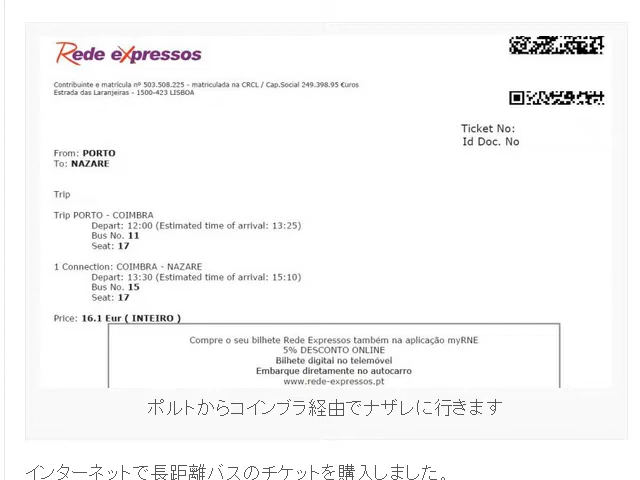 Rede expressos
Contribuinte e matrícula nº 503.508.225 - matriculada na CRCL / Cap.Social 249.398.95 €uros
Estrada das Laranjeiras - 1500-423 LISBOA
Ticket No:
Id Doc. No
From: PORTO
To: NAZARE
Trip
Trip PORTO - COIMBRA
Depart: 12:00 (Estimated time of arrival: 13:25)
Bus No. 11
Seat: 17
1 Connection: COIMBRA - NAZARE
Depart: 13:30 (Estimated time of arrival: 15:10)
Bus No. 15
Seat: 17
Price: 16.1 Eur ( INTEIRO )
Compre o seu bilhete Rede Expressos também na aplicação myRNE
5% DESCONTO ONLINE
Bilhete digital no telemóvel
Embarque diretamente no autocarro
www.rede-expressos.pt
ポルトからコインブラ経由でナザレに行きます
インターネットで長距離バスのチケットを購入しました。